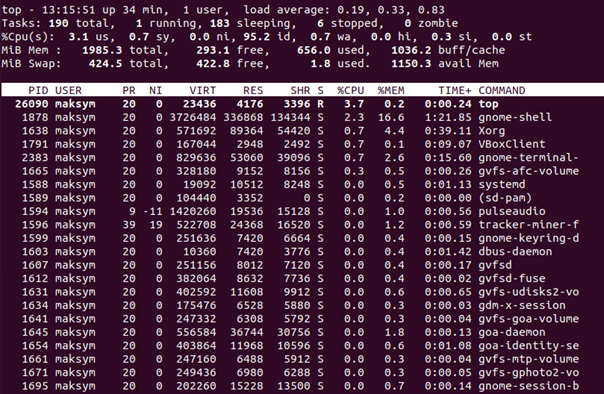 top - 13:15:51 up 34 min, 1 user, load average: 0.19, 0.33, 0.83
Tasks: 190 total, 1 running, 183 sleeping, 6 stopped, 0 zombie
%Cpu(s): 3.1 us, 0.7 sy, 0.0 ni, 95.2 id, 0.7 wa, 0.0 hi, 0.3 si, 0.0 st
MiB Mem : 1985.3 total, 293.1 free, 656.0 used, 1036.2 buff/cache
MiB Swap: 424.5 total, 422.8 free, 1.8 used. 1150.3 avail Mem
PID USER PR NI VIRT RES SHR S %CPU %MEM TIME+ COMMAND
26090 maksym 20 0 23436 4176 3396 R 3.7 0.2 0:00.24 top
1878 maksym 20 0 3726484 336868 134344 S 2.3 16.6 1:21.85 gnome-shell
1638 maksym 20 0 571692 89364 54420 S 0.7 4.4 0:39.11 Xorg
1791 maksym 20 0 167044 2948 2492 S 0.7 0.1 0:09.07 VBoxClient
2383 maksym 20 0 829636 53060 39096 S 0.7 2.6 0:15.60 gnome-terminal-
1665 maksym 20 0 328180 9152 8156 S 0.3 0.5 0:00.26 gvfs-afc-volume
1588 maksym 20 0 19092 10512 8248 S 0.0 0.5 0:01.13 systemd
1589 maksym 20 0 104440 3352 0 S 0.0 0.2 0:00.00 (sd-pam)
1594 maksym 9 -11 1420260 19536 15128 S 0.0 1.0 0:00.56 pulseaudio
1596 maksym 39 19 522708 24368 16520 S 0.0 1.2 0:00.59 tracker-miner-f
1599 maksym 20 0 251636 7420 6664 S 0.0 0.4 0:00.15 gnome-keyring-d
1603 maksym 20 0 10360 7420 3776 S 0.0 0.4 0:01.42 dbus-daemon
1607 maksym 20 0 251156 8012 7120 S 0.0 0.4 0:00.17 gvfsd
1612 maksym 20 0 382064 8632 7736 S 0.0 0.4 0:00.02 gvfsd-fuse
1631 maksym 20 0 402592 11608 9912 S 0.0 0.6 0:00.65 gvfs-udisks2-vo
1634 maksym 20 0 175476 6528 5880 S 0.0 0.3 0:00.03 gdm-x-session
1641 maksym 20 0 247332 6308 5792 S 0.0 0.3 0:00.04 gvfs-goa-volume
1645 maksym 20 0 556584 36744 30756 S 0.0 1.8 0:00.13 goa-daemon
1654 maksym 20 0 403864 11968 10596 S 0.0 0.6 0:01.08 goa-identity-se
1661 maksym 20 0 247160 6488 5912 S 0.0 0.3 0:00.04 gvfs-mtp-volume
1671 maksym 20 0 249436 6980 6288 S 0.0 0.3 0:00.05 gvfs-gphoto2-vo
1695 maksym 20 0 202260 15228 13500 S 0.0 0.7 0:00.14 gnome-session-b